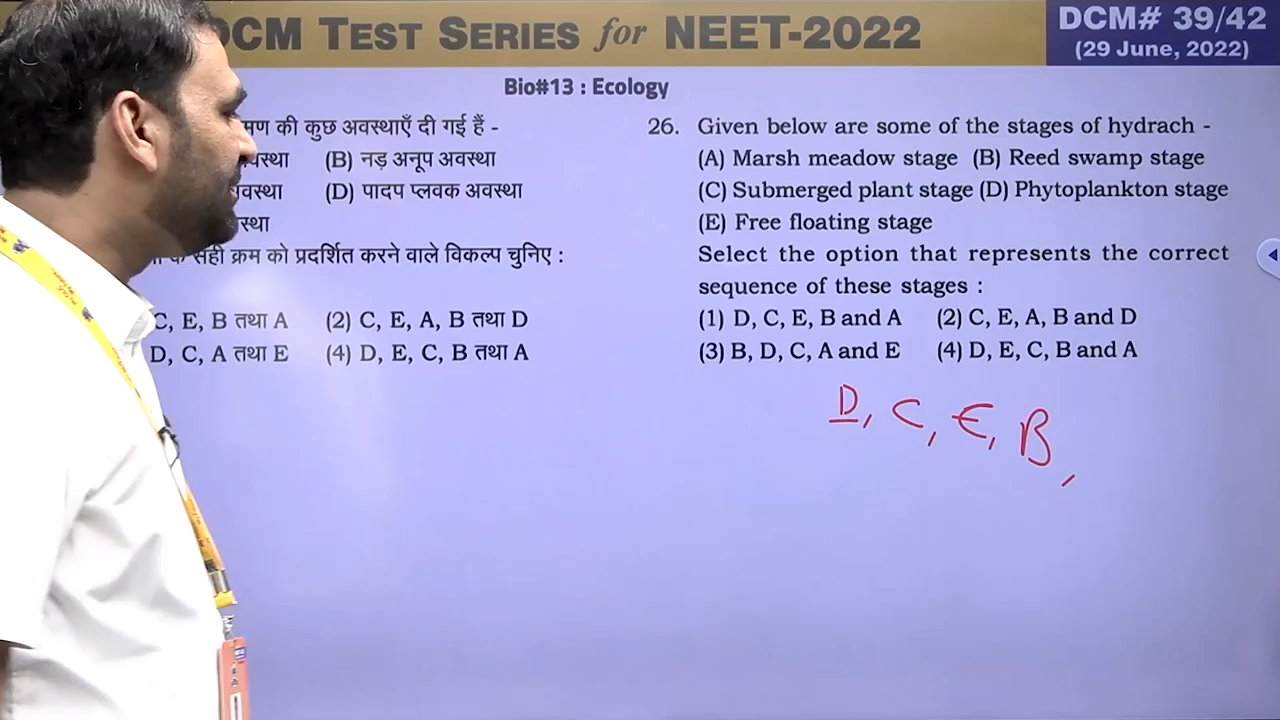 DCM TEST SERIES for NEET-2022
DCM# 39/42
(29 June, 2022)
Bio#13 : Ecology
की कुछ अवस्थाएँ दी गई हैं -
(B) नड़ अनूप अवस्था
(D) पादप प्लवक अवस्था
सही क्रम को प्रदर्शित करने वाले विकल्प चुनिए :
C, E, B तथा A (2) C, E, A, B तथा D
D, C, A तथा E (4) D, E, C, B तथा A
26. Given below are some of the stages of hydrach -
(A) Marsh meadow stage (B) Reed swamp stage
(C) Submerged plant stage (D) Phytoplankton stage
(E) Free floating stage
Select the option that represents the correct
sequence of these stages :
(1) D, C, E, B and A (2) C, E, A, B and D
(3) B, D, C, A and E (4) D, E, C, B and A
D, C, E, B,